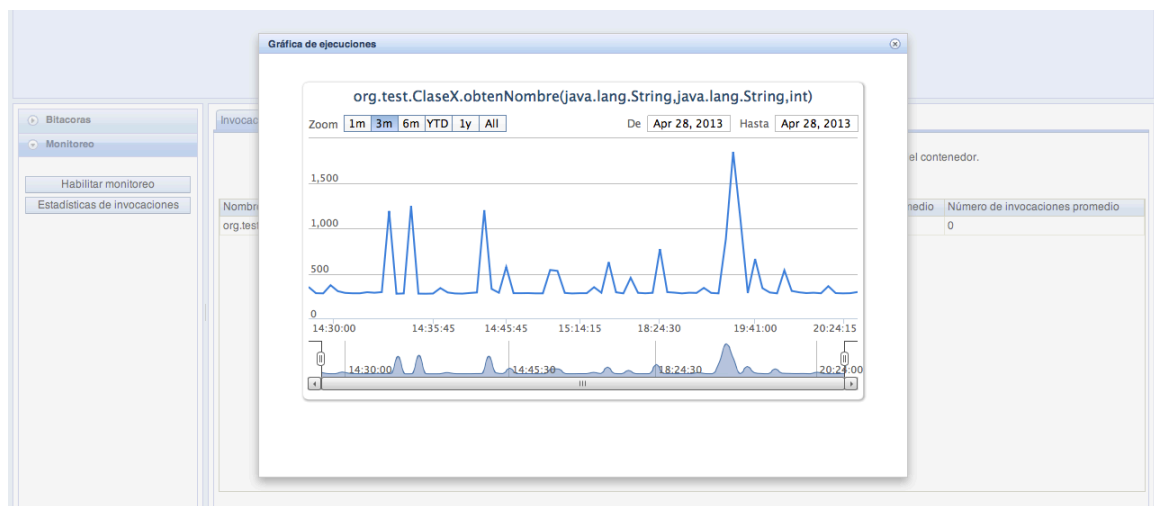 Gráfica de ejecuciones
org.test.ClaseX.obtenNombre(java.lang.String,java.lang.String,int)
Zoom 1m 3m 6m YTD 1y All De Apr 28, 2013 Hasta Apr 28, 2013
1,500
1,000
500
0
14:30:00 14:35:45 14:45:45 15:14:15 18:24:30 19:41:00 20:24:15
14:30:00 14:45:30 18:24:30 20:24:00
Bitacoras
Monitoreo
Habilitar monitoreo
Estadísticas de invocaciones
Invocac
el contenedor.
Nombre
medio Número de invocaciones promedio
org.test
0